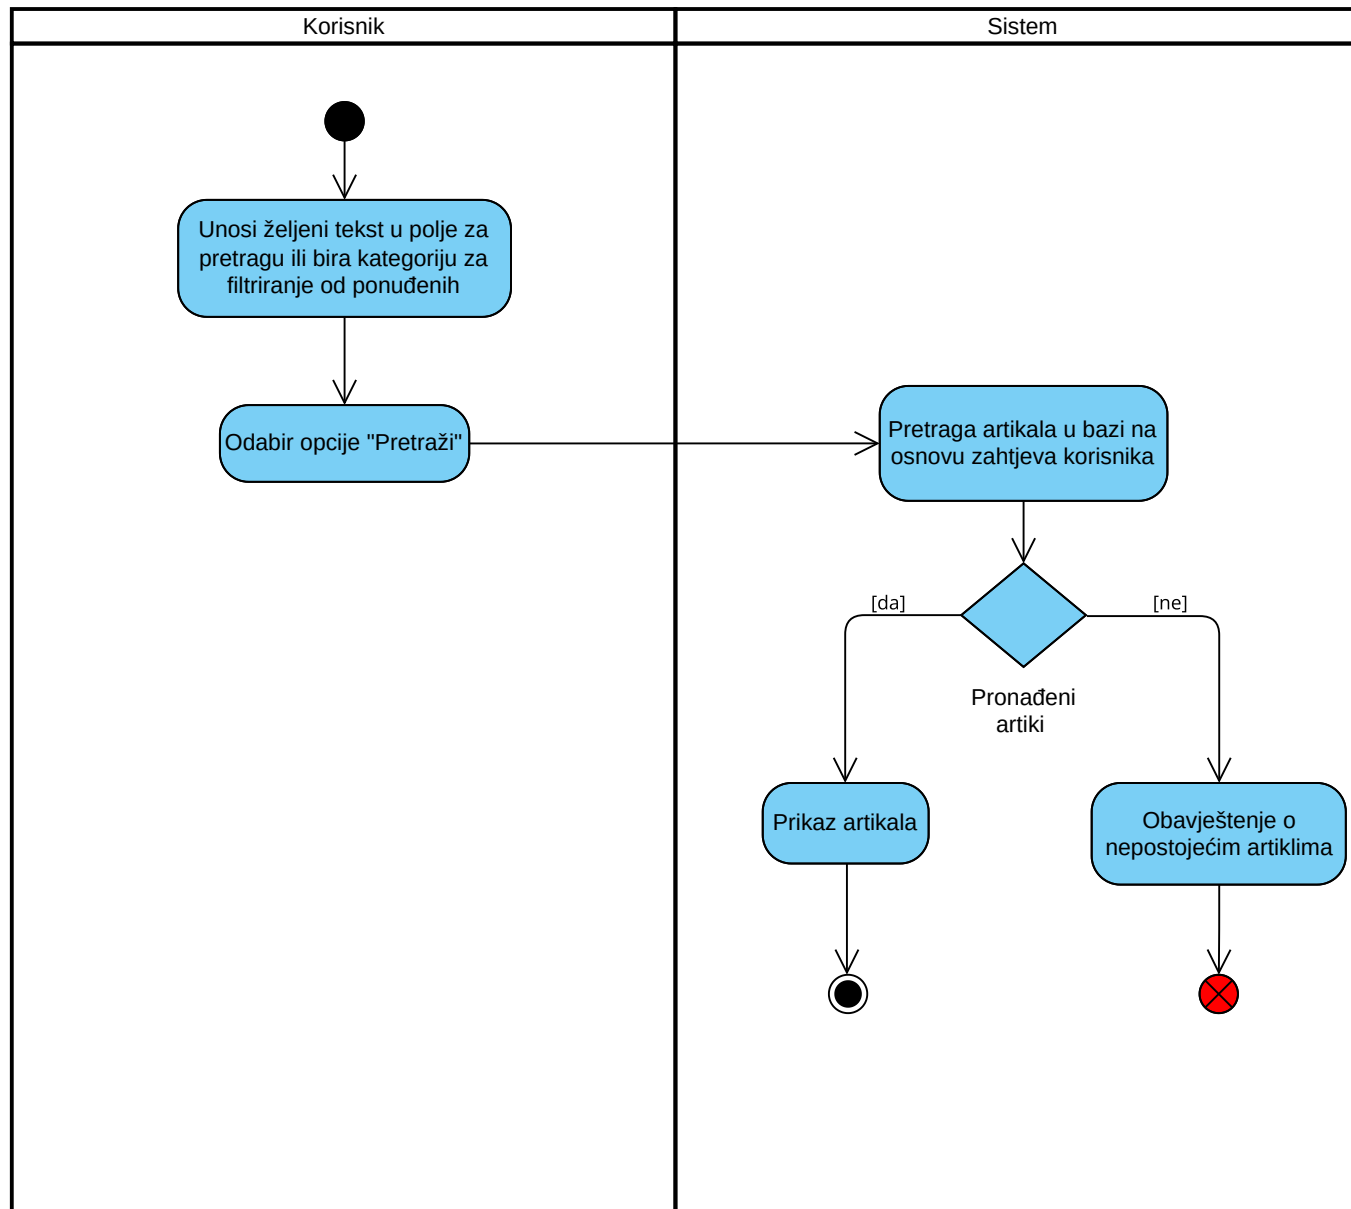 Korisnik
Sistem
Unosi željeni tekst u polje za
pretragu ili bira kategoriju za
filtriranje od ponuđenih
Odabir opcije "Pretraži"
Pretraga artikala u bazi na
osnovu zahtjeva korisnika
[da]
[ne]
Pronađeni
artiki
Prikaz artikala
Obavještenje o
nepostojećim artiklima